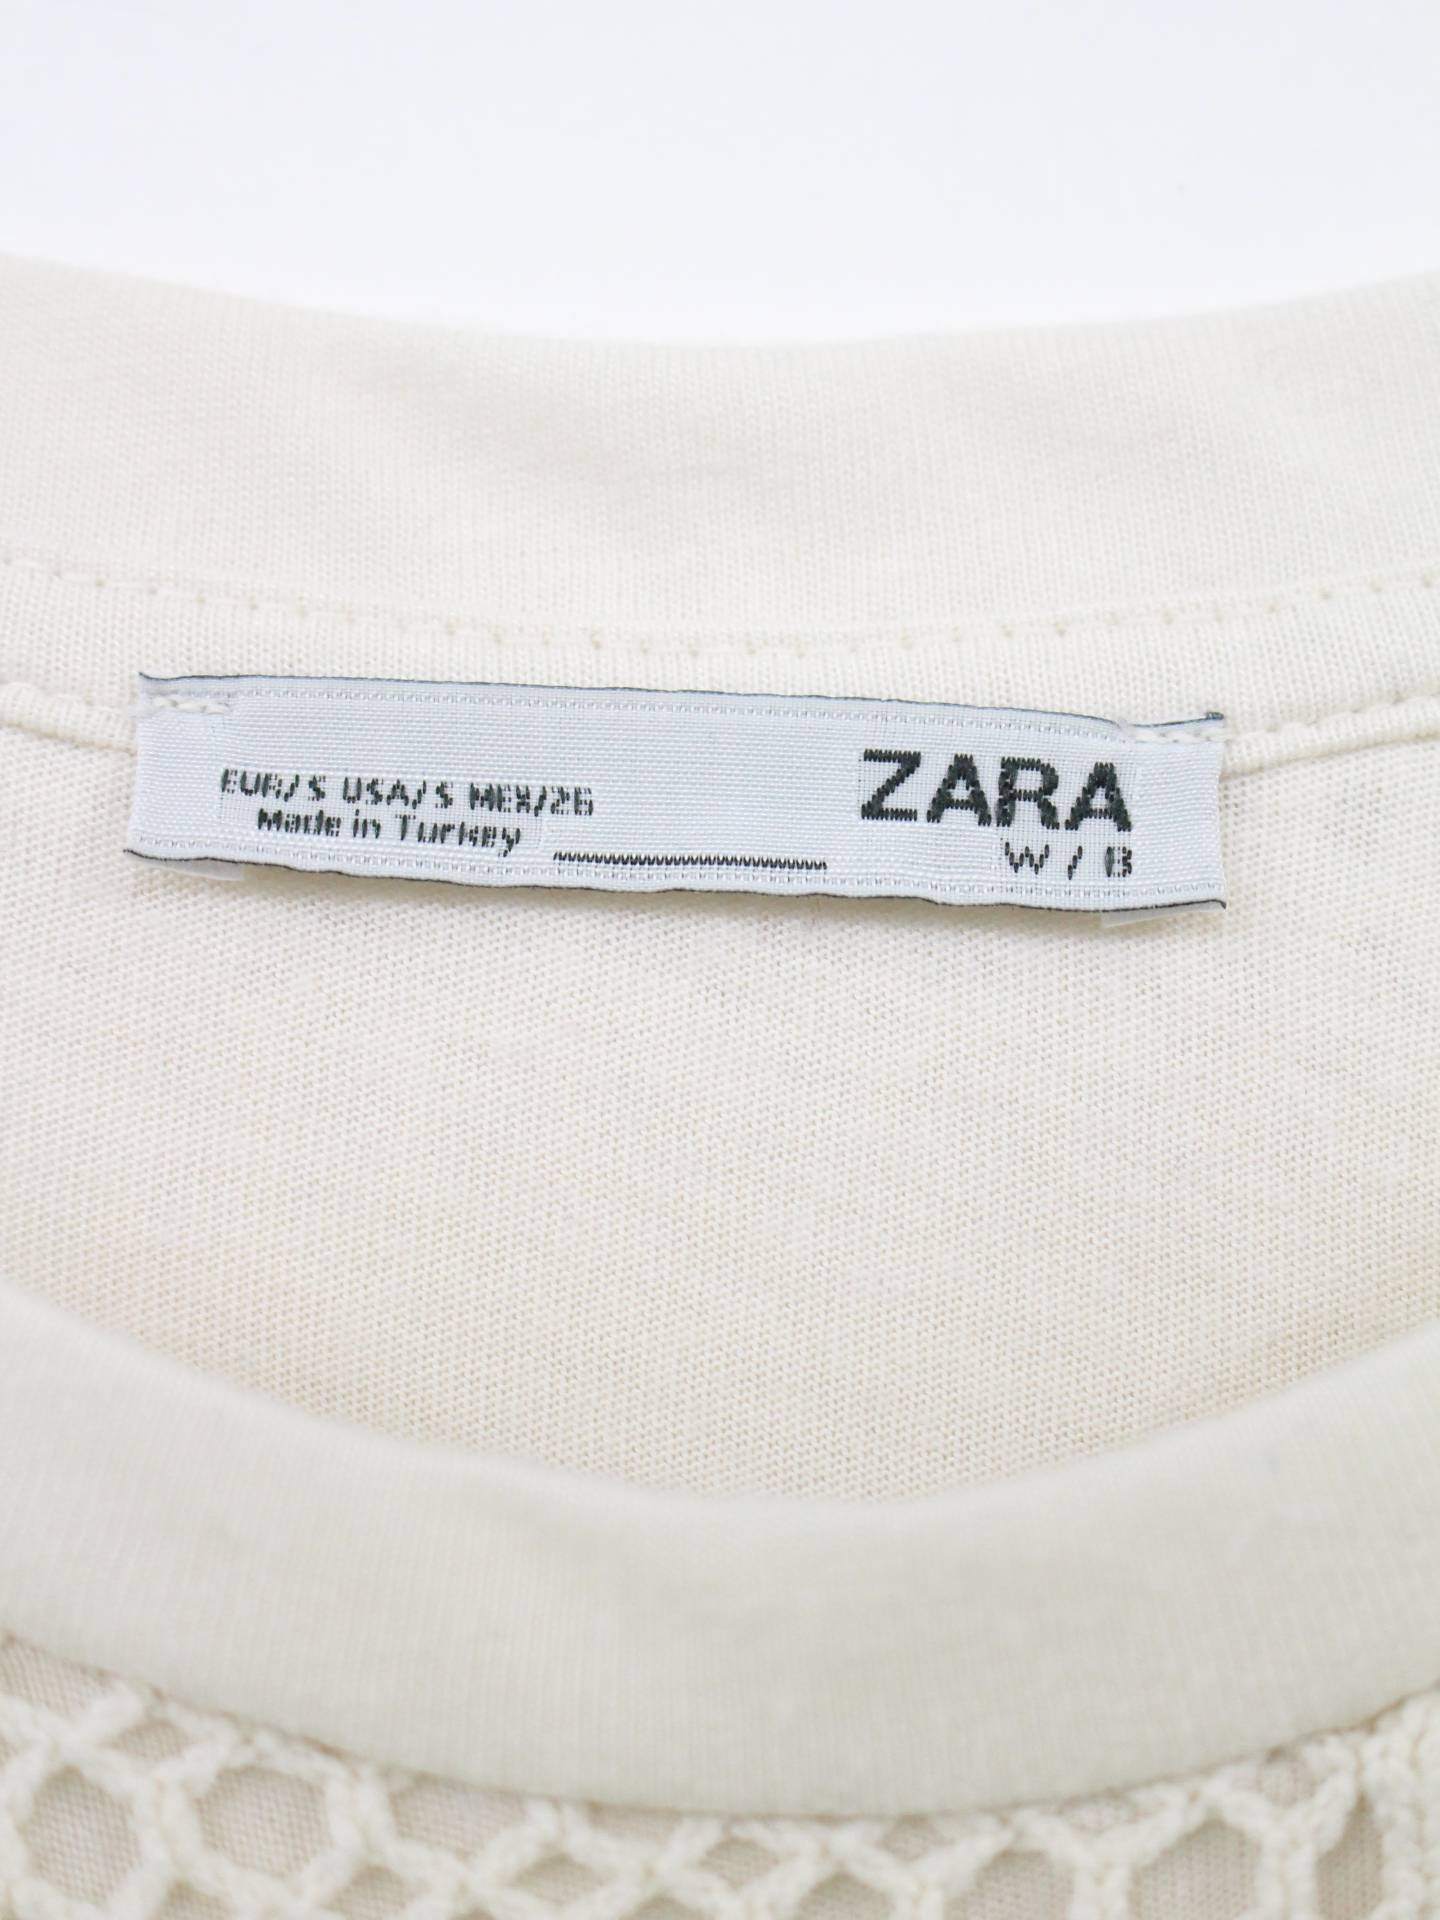 EUR/S USA/S MEX/26
Made in Turkey
ZARA
W / B